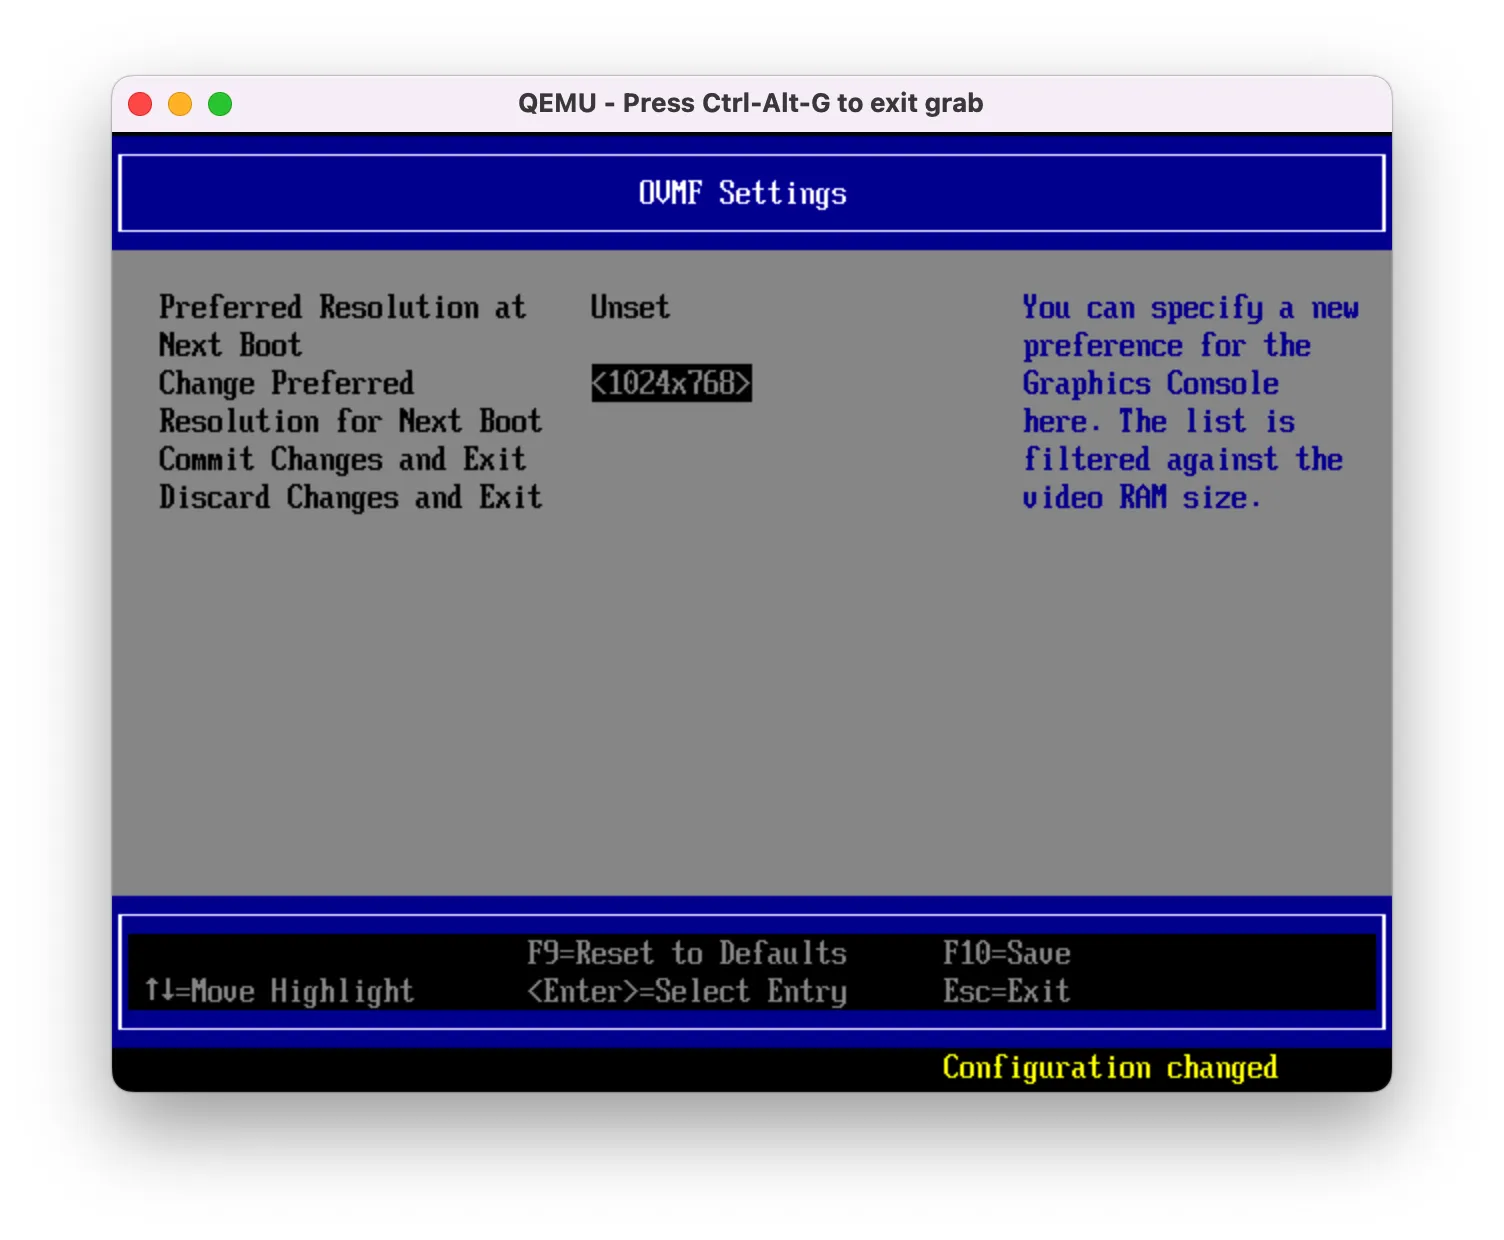 QEMU - Press Ctrl-Alt-G to exit grab
OVMF Settings
Preferred Resolution at Unset
Next Boot
Change Preferred <1024x768>
Resolution for Next Boot
Commit Changes and Exit
Discard Changes and Exit
You can specify a new
preference for the
Graphics Console
here. The list is
filtered against the
video RAM size.
F9=Reset to Defaults F10=Save
↑↓=Move Highlight <Enter>=Select Entry Esc=Exit
Configuration changed